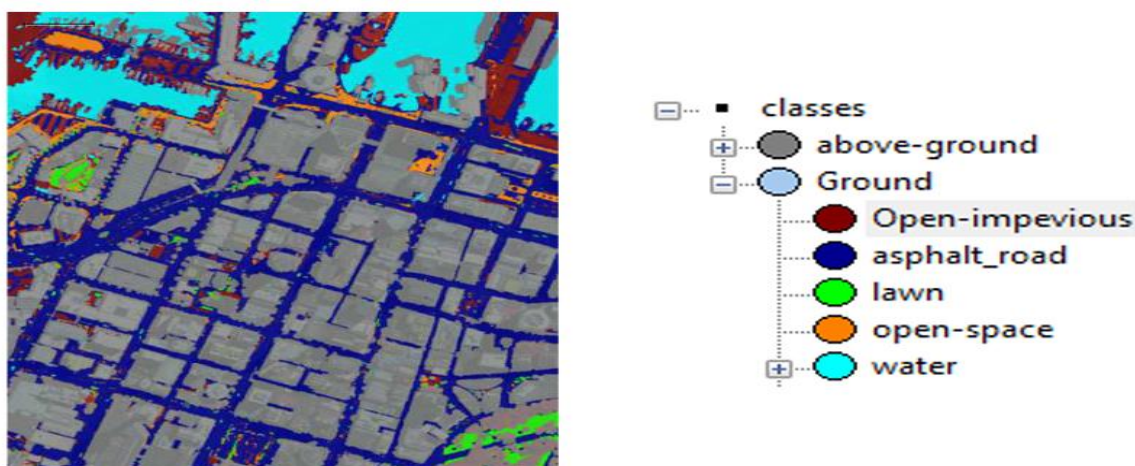 classes
above-ground
Ground
Open-impevious
asphalt_road
lawn
open-space
water